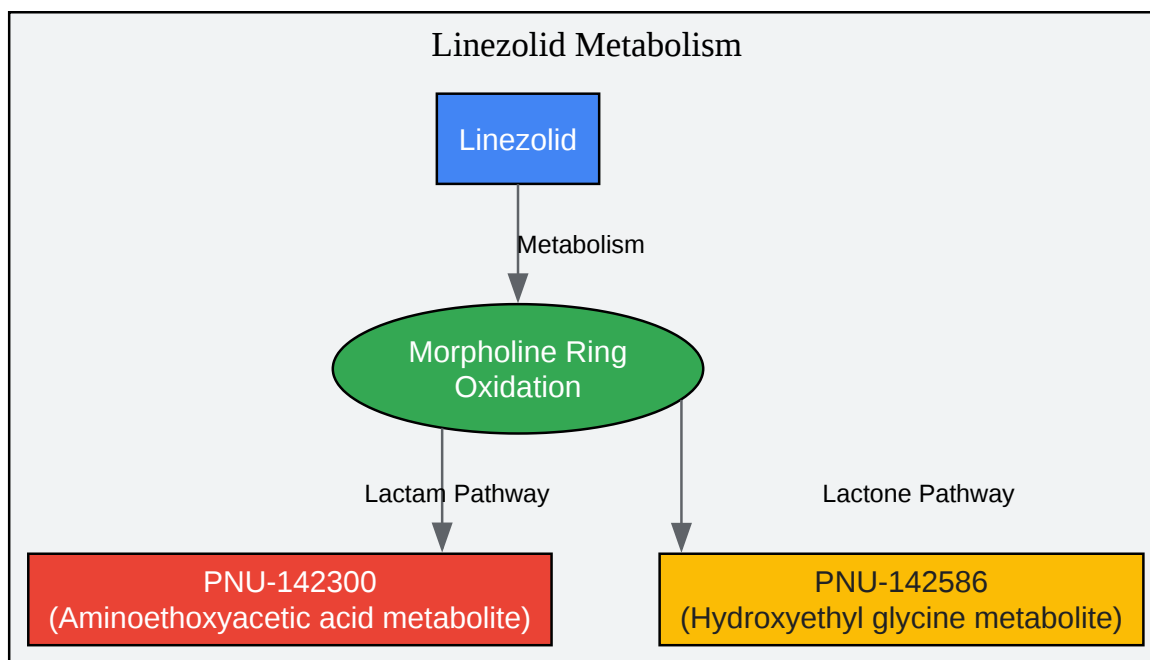 Linezolid Metabolism
Linezolid
Metabolism
Morpholine Ring
Oxidation
Lactam Pathway
Lactone Pathway
PNU-142300
(Aminoethoxyacetic acid metabolite)
PNU-142586
(Hydroxyethyl glycine metabolite)